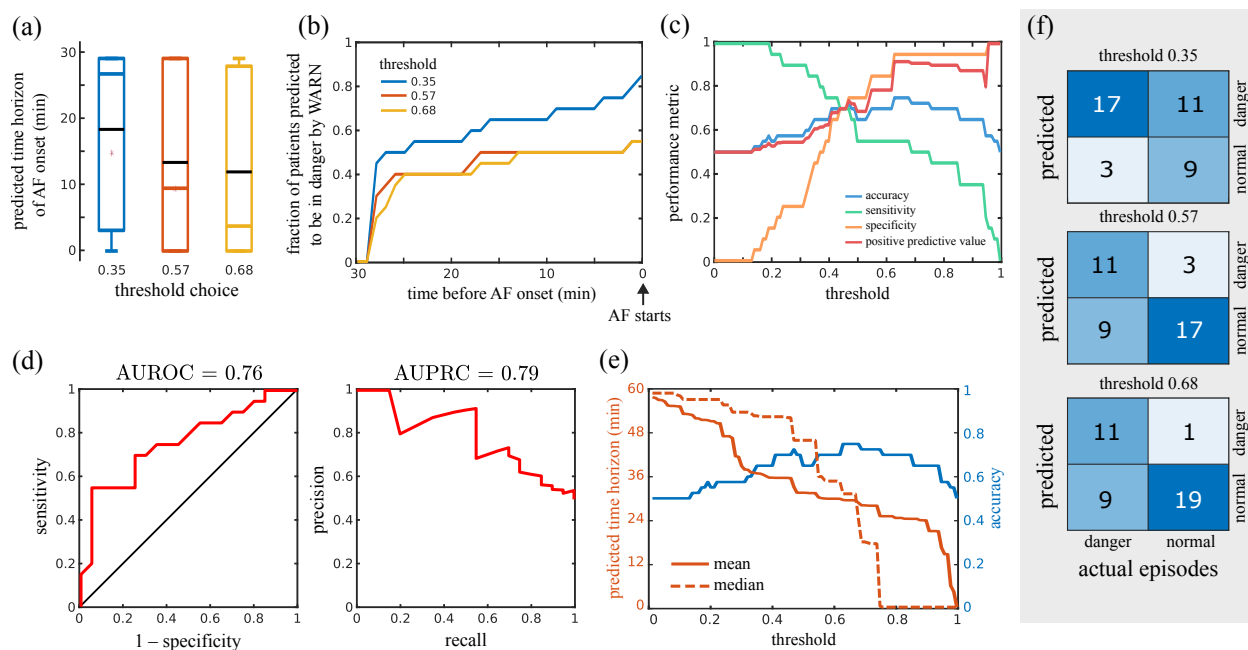 (a)
predicted time horizon
of AF onset (min)
30
20
10
0
0.35 0.57 0.68
threshold choice
(b)
fraction of patients predicted
to be in danger by WARN
1
0.8
0.6
0.4
0.2
0
threshold
0.35
0.57
0.68
30 20 10 0
time before AF onset (min)
AF starts
(c)
performance metric
1
0.8
0.6
0.4
0.2
0
accuracy
sensitivity
specificity
positive predictive value
0 0.2 0.4 0.6 0.8 1
threshold
(d)
AUROC = 0.76
sensitivity
1
0.8
0.6
0.4
0.2
0
0 0.2 0.4 0.6 0.8 1
1 – specificity
AUPRC = 0.79
precision
1
0.8
0.6
0.4
0.2
0
0 0.2 0.4 0.6 0.8 1
recall
(e)
predicted time horizon (min)
60
48
36
24
12
0
mean
median
accuracy
1
0.8
0.6
0.4
0.2
0
0 0.2 0.4 0.6 0.8 1
threshold
(f)
threshold 0.35
predicted
17 11 danger
3 9 normal
threshold 0.57
predicted
11 3 danger
9 17 normal
threshold 0.68
predicted
11 1 danger
9 19 normal
danger normal
actual episodes